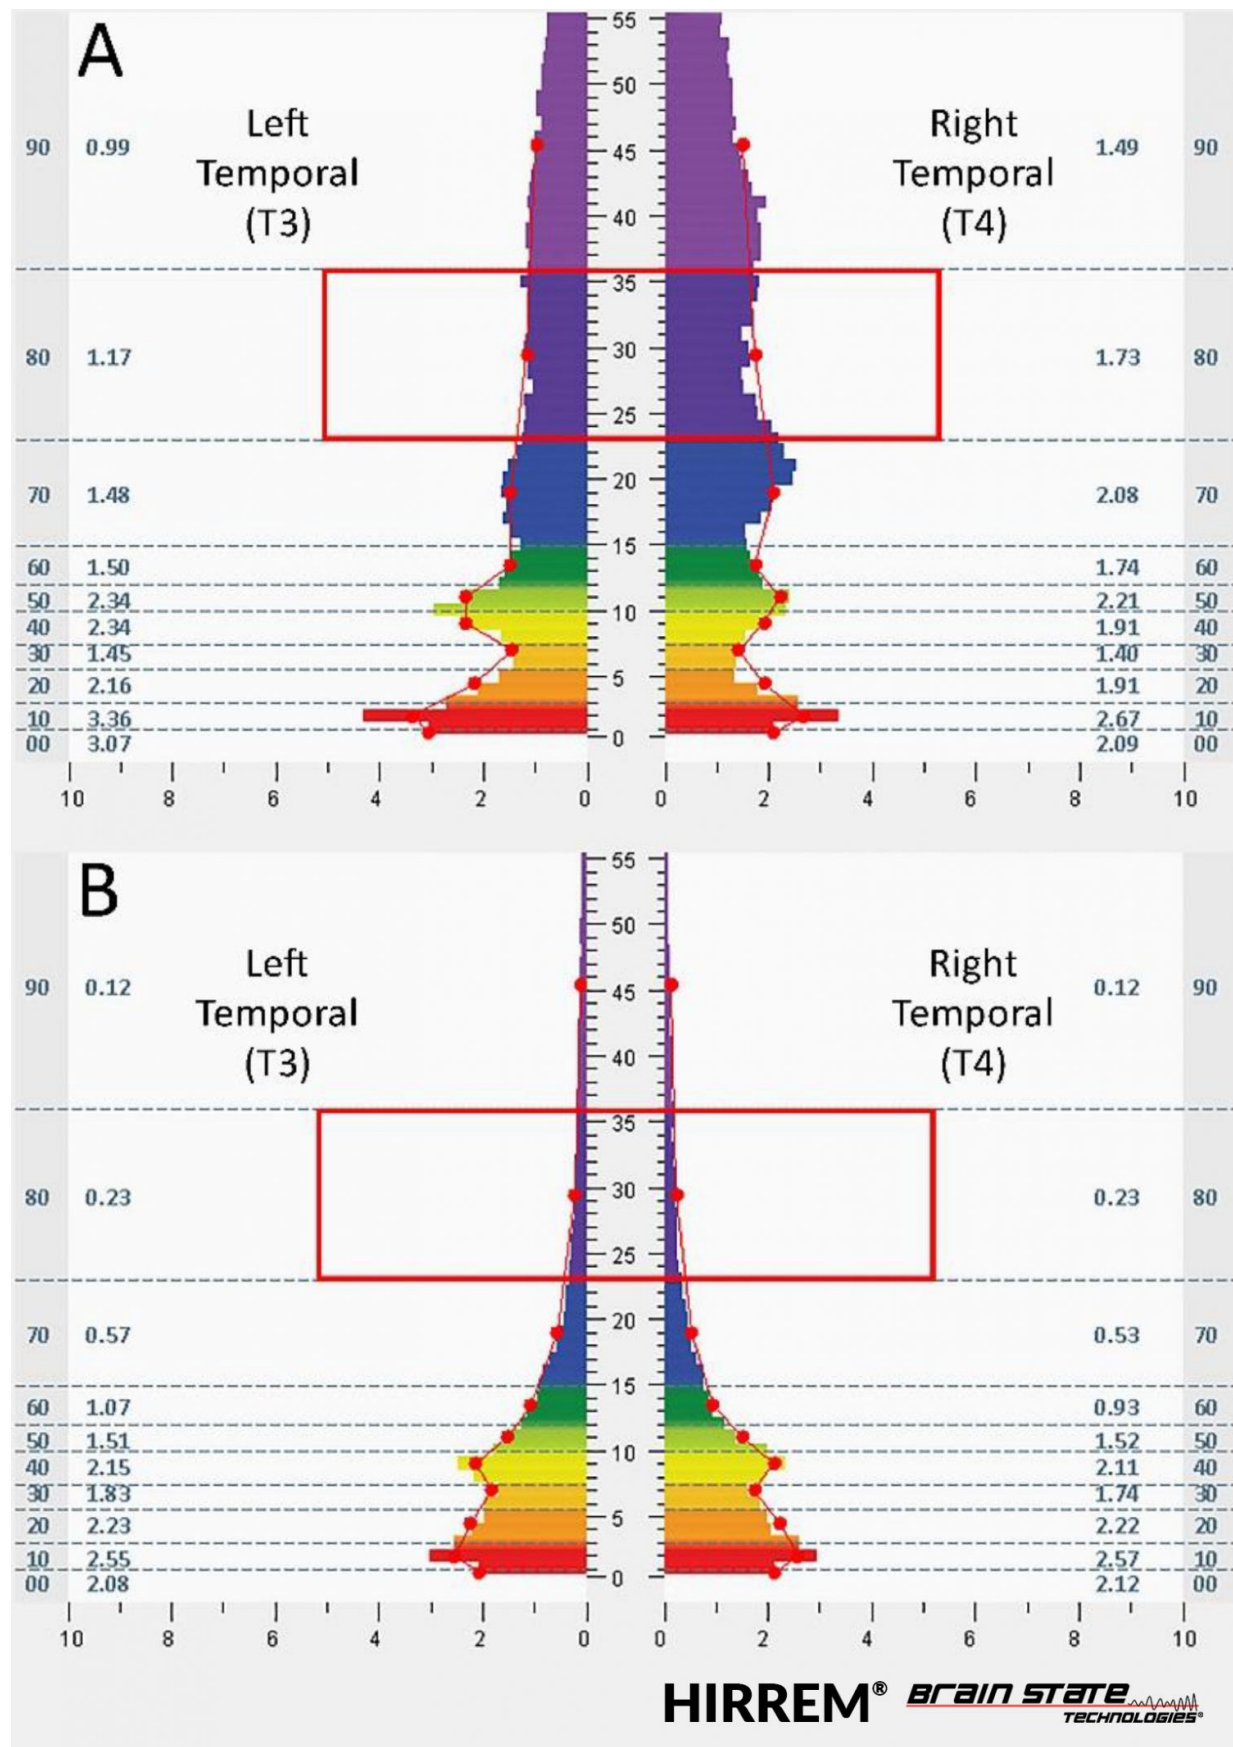 A
55
50
Left
Temporal
(T3)
Right
Temporal
(T4)
90 0.99 45 1.49 90
40
35
80 1.17 30 1.73 80
25
20
70 1.48 2.08 70
15
60 1.50 1.74 60
50 2.34 10 2.21 50
40 2.34 1.91 40
30 1.45 1.40 30
20 2.16 5 1.91 20
10 3.36 2.67 10
00 3.07 0 2.09 00
10 8 6 4 2 0 0 2 4 6 8 10
B
55
50
Left
Temporal
(T3)
Right
Temporal
(T4)
90 0.12 45 0.12 90
40
35
80 0.23 30 0.23 80
25
20
70 0.57 0.53 70
15
60 1.07 0.93 60
50 1.51 10 1.52 50
40 2.15 2.11 40
30 1.83 1.74 30
20 2.23 5 2.22 20
10 2.55 2.57 10
00 2.08 0 2.12 00
10 8 6 4 2 0 0 2 4 6 8 10
HIRREM® BRAIN STATE
TECHNOLOGIES®